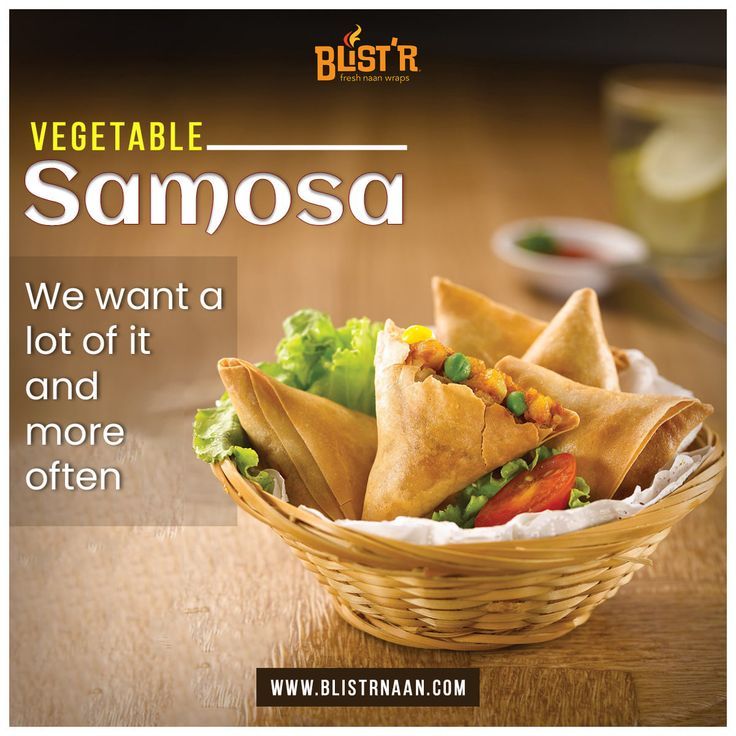 BLIST'R
fresh naan wraps
VEGETABLE
Samosa
We want a
lot of it
and
more
often
WWW.BLISTRNAAN.COM